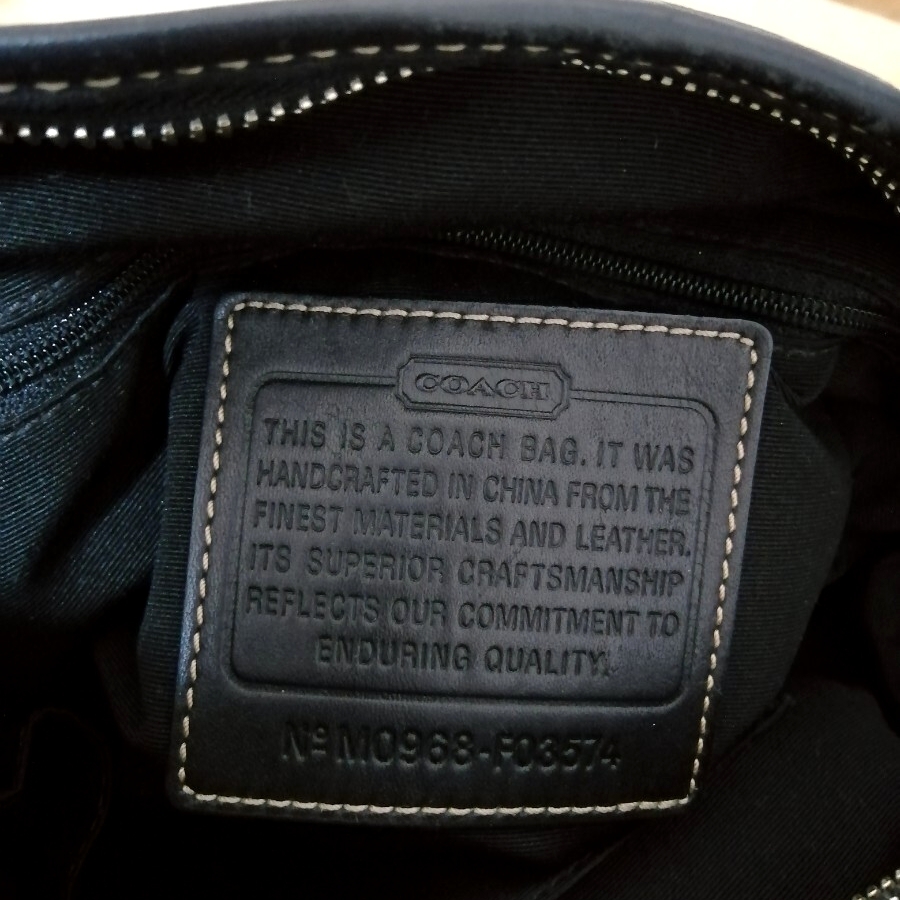 COACH
THIS IS A COACH BAG. IT WAS
HANDCRAFTED IN CHINA FROM THE
FINEST MATERIALS AND LEATHER.
ITS SUPERIOR CRAFTSMANSHIP
REFLECTS OUR COMMITMENT TO
ENDURING QUALITY.
Nº M0968-F03574